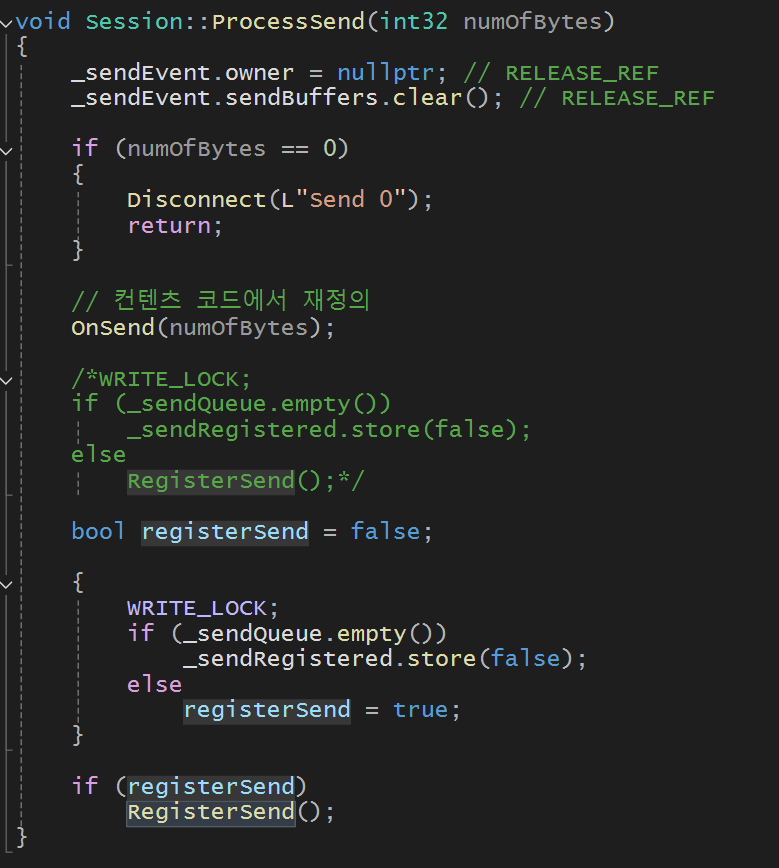 void Session::ProcessSend(int32 numOfBytes)
{
    _sendEvent.owner = nullptr; // RELEASE_REF
    _sendEvent.sendBuffers.clear(); // RELEASE_REF

    if (numOfBytes == 0)
    {
        Disconnect(L"Send 0");
        return;
    }

    // 컨텐츠 코드에서 재정의
    OnSend(numOfBytes);

    /*WRITE_LOCK;
    if (_sendQueue.empty())
        _sendRegistered.store(false);
    else
        RegisterSend();*/

    bool registerSend = false;

    {
        WRITE_LOCK;
        if (_sendQueue.empty())
            _sendRegistered.store(false);
        else
            registerSend = true;
    }

    if (registerSend)
        RegisterSend();
}